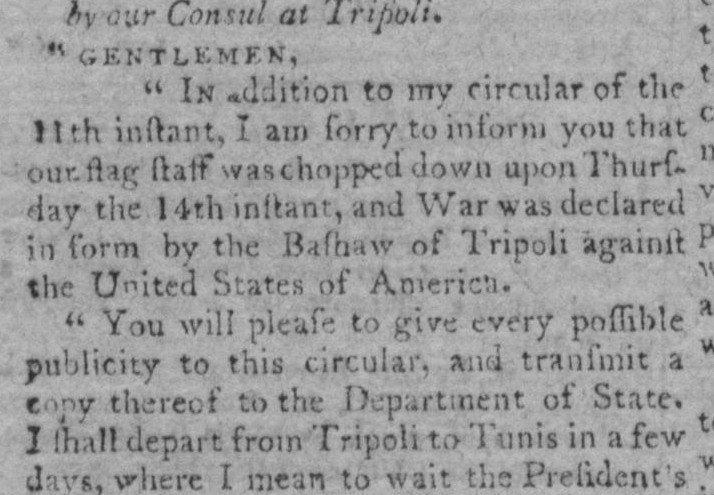 by our Consul at Tripoli.
" GENTLEMEN,
" IN addition to my circular of the
11th inſtant, I am ſorry to inform you that
our flag ſtaff was chopped down upon Thurſ-
day the 14th inſtant, and War was declared
in form by the Baſhaw of Tripoli againſt
the United States of America.
" You will pleaſe to give every poſſible
publicity to this circular, and tranſmit a
copy thereof to the Department of State.
I ſhall depart from Tripoli to Tunis in a few
days, where I mean to wait the Preſident's